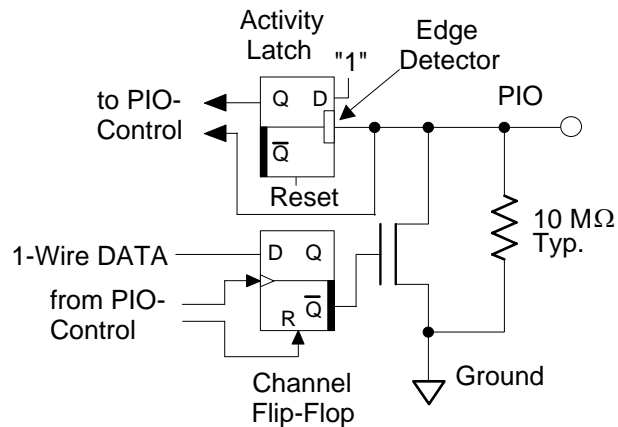 Activity
Latch
"1"
Edge
Detector
to PIO-
Control
Q D
PIO
Q̅
Reset
10 MΩ
Typ.
1-Wire DATA
D Q
from PIO-
Control
R Q̅
Channel
Flip-Flop
Ground